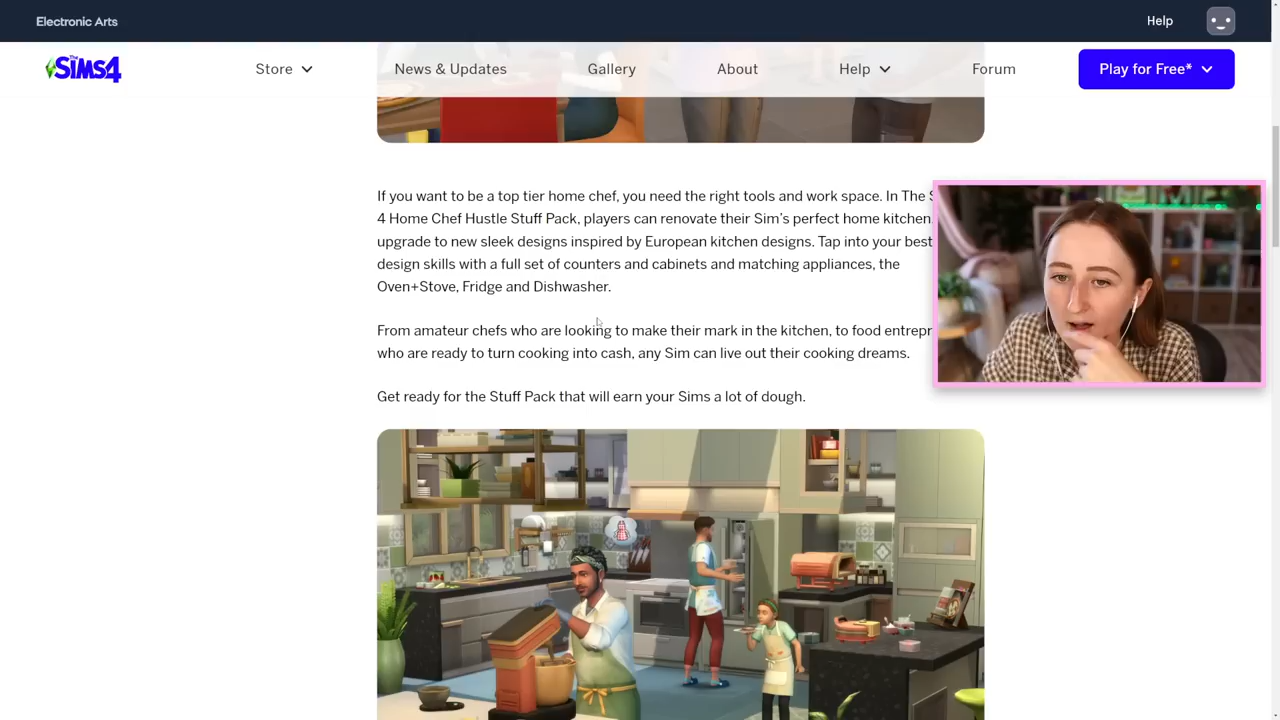 Electronic Arts
Help
The SIMS4
Store
News & Updates
Gallery
About
Help
Forum
Play for Free*
If you want to be a top tier home chef, you need the right tools and work space. In The
4 Home Chef Hustle Stuff Pack, players can renovate their Sim's perfect home kitchen.
upgrade to new sleek designs inspired by European kitchen designs. Tap into your best
design skills with a full set of counters and cabinets and matching appliances, the
Oven+Stove, Fridge and Dishwasher.
From amateur chefs who are looking to make their mark in the kitchen, to food entrepr
who are ready to turn cooking into cash, any Sim can live out their cooking dreams.
Get ready for the Stuff Pack that will earn your Sims a lot of dough.